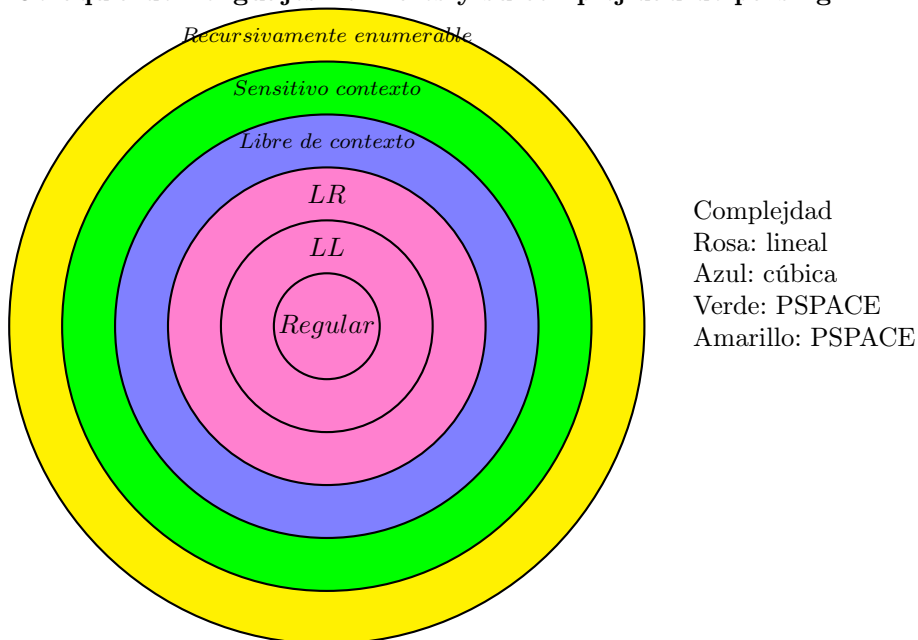 Recursivamente enumerable
Sensitivo contexto
Libre de contexto
LR
LL
Regular
Complejdad
Rosa: lineal
Azul: cúbica
Verde: PSPACE
Amarillo: PSPACE